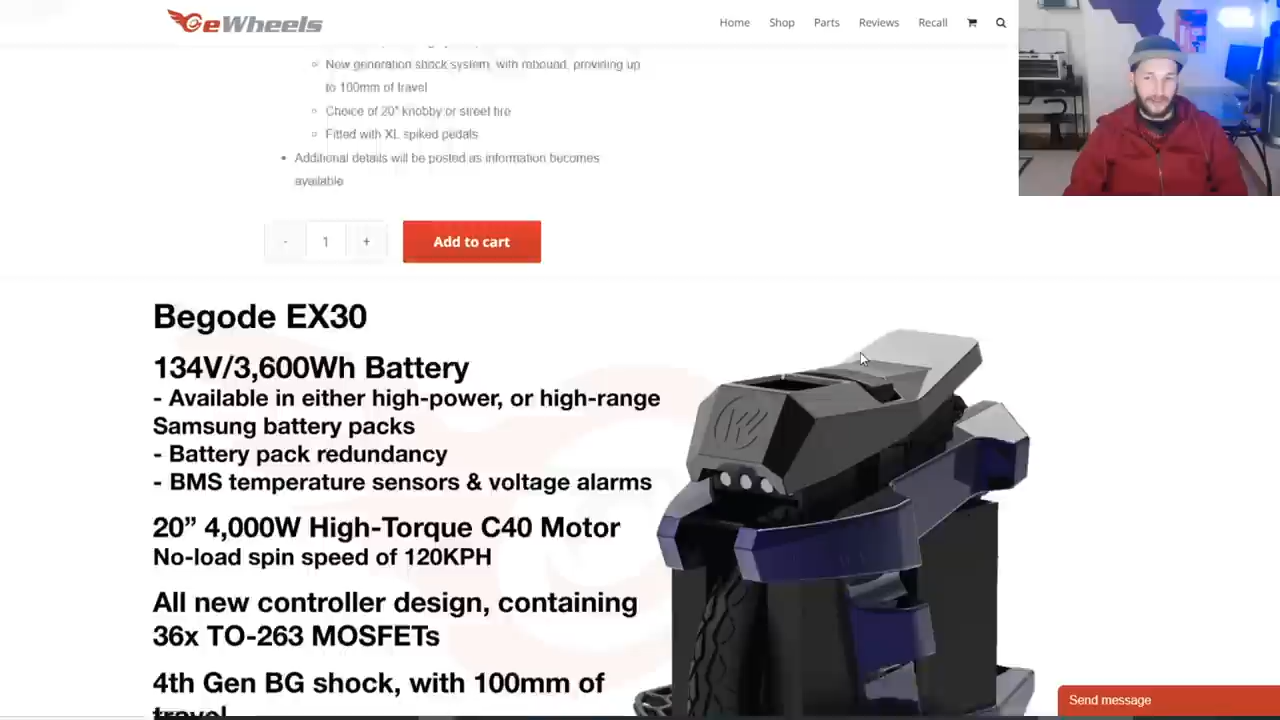 eWheels
Home
Shop
Parts
Reviews
Recall
New generation shock system, with rebound, providing up
to 100mm of travel
Choice of 20" knobby or street tire
Fitted with XL spiked pedals
Additional details will be posted as information becomes
available
- 1 +
Add to cart
Begode EX30
134V/3,600Wh Battery
- Available in either high-power, or high-range
Samsung battery packs
- Battery pack redundancy
- BMS temperature sensors & voltage alarms
20” 4,000W High-Torque C40 Motor
No-load spin speed of 120KPH
All new controller design, containing
36x TO-263 MOSFETs
4th Gen BG shock, with 100mm of
travel
Send message